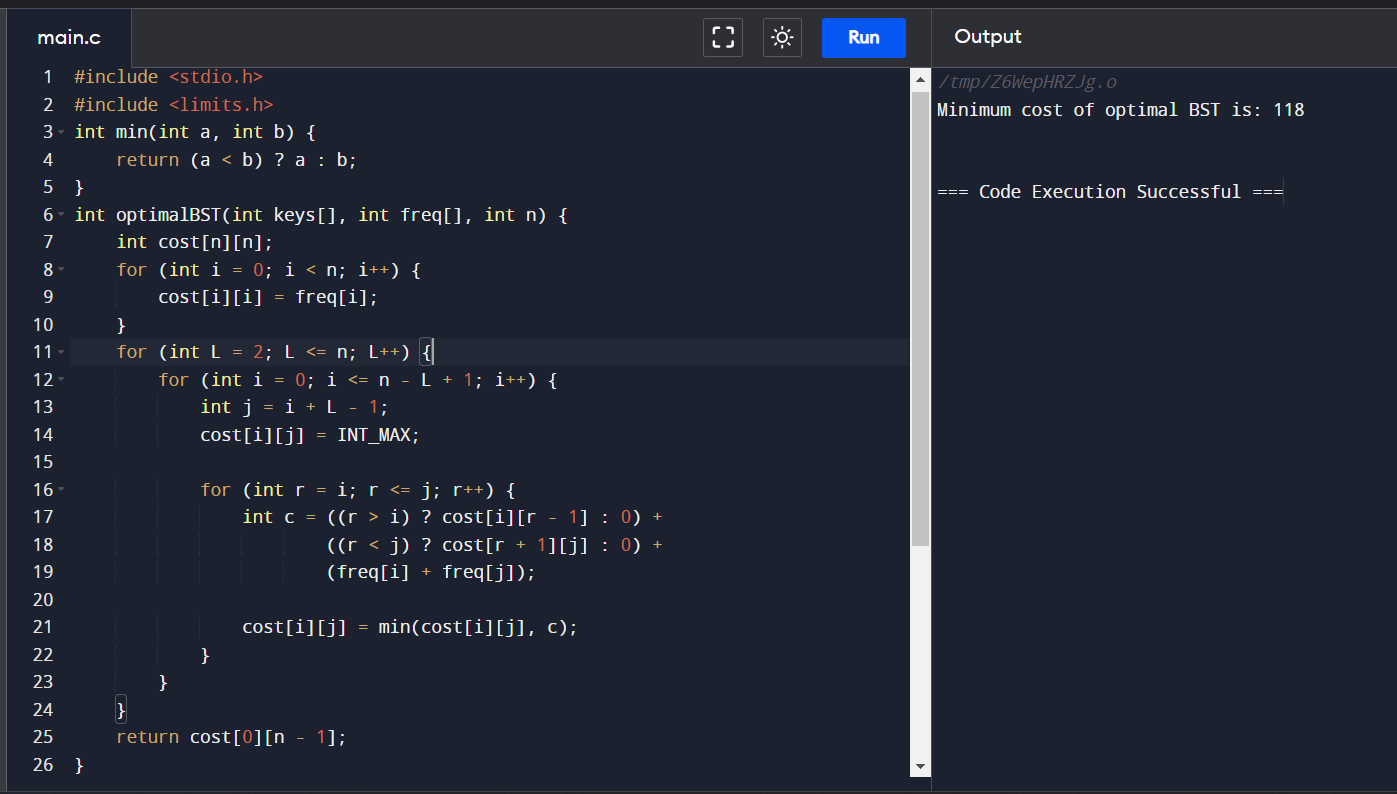 main.c
Run
Output
1 #include <stdio.h>
2 #include <limits.h>
3 int min(int a, int b) {
4     return (a < b) ? a : b;
5 }
6 int optimalBST(int keys[], int freq[], int n) {
7     int cost[n][n];
8     for (int i = 0; i < n; i++) {
9         cost[i][i] = freq[i];
10     }
11     for (int L = 2; L <= n; L++) {
12         for (int i = 0; i <= n - L + 1; i++) {
13             int j = i + L - 1;
14             cost[i][j] = INT_MAX;
15
16             for (int r = i; r <= j; r++) {
17                 int c = ((r > i) ? cost[i][r - 1] : 0) +
18                         ((r < j) ? cost[r + 1][j] : 0) +
19                         (freq[i] + freq[j]);
20
21                 cost[i][j] = min(cost[i][j], c);
22             }
23         }
24     }
25     return cost[0][n - 1];
26 }
/tmp/Z6WepHRZJg.o
Minimum cost of optimal BST is: 118
=== Code Execution Successful ===